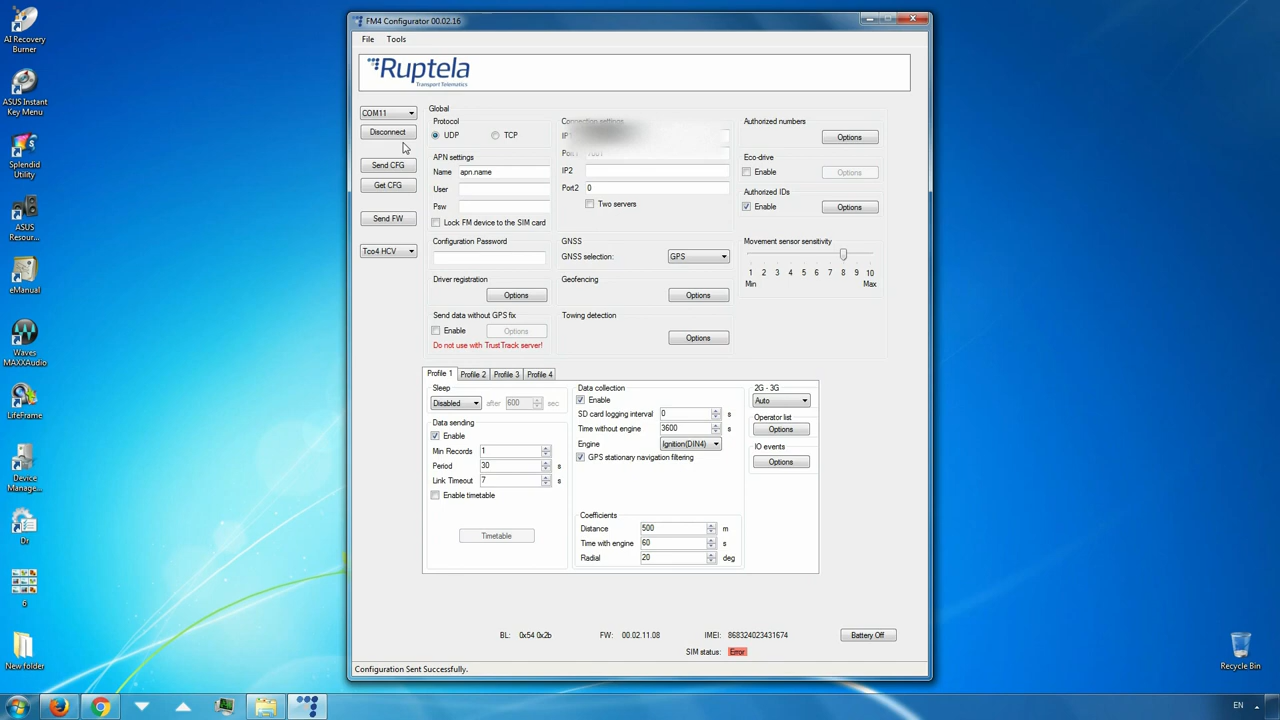 AI Recovery
Burner
ASUS Instant
Key Menu
Splendid
Utility
ASUS
Resour...
eManual
Waves
MAXXAudio
LifeFrame
Device
Manage...
Dr
6
New folder
FM4 Configurator 00.02.16
File Tools
Ruptela
Transport Telematics
COM11
Disconnect
Send CFG
Get CFG
Send FW
Tco4 HCV
Global
Protocol
UDP TCP
APN settings
Name apn.name
User
Psw
Lock FM device to the SIM card
Configuration Password
Driver registration
Options
Send data without GPS fix
Enable Options
Do not use with TrustTrack server!
Connection settings
IP2
Port2 0
Two servers
GNSS
GNSS selection: GPS
Geofencing
Options
Towing detection
Options
Authorized numbers
Options
Eco-drive
Enable Options
Authorized IDs
Enable Options
Movement sensor sensitivity
1 2 3 4 5 6 7 8 9 10
Min Max
Profile 1 Profile 2 Profile 3 Profile 4
Sleep
Disabled after 600 sec
Data sending
Enable
Min Records 1
Period 30 s
Link Timeout 7 s
Enable timetable
Timetable
Data collection
Enable
SD card logging interval 0 s
Time without engine 3600 s
Engine Ignition(DIN4)
GPS stationary navigation filtering
Coefficients
Distance 500 m
Time with engine 60 s
Radial 20 deg
2G - 3G
Auto
Operator list
Options
IO events
Options
BL: 0x54 0x2b FW: 00.02.11.08 IMEI: 868324023431674 Battery Off
SIM status: Error
Configuration Sent Successfully.
Recycle Bin
EN